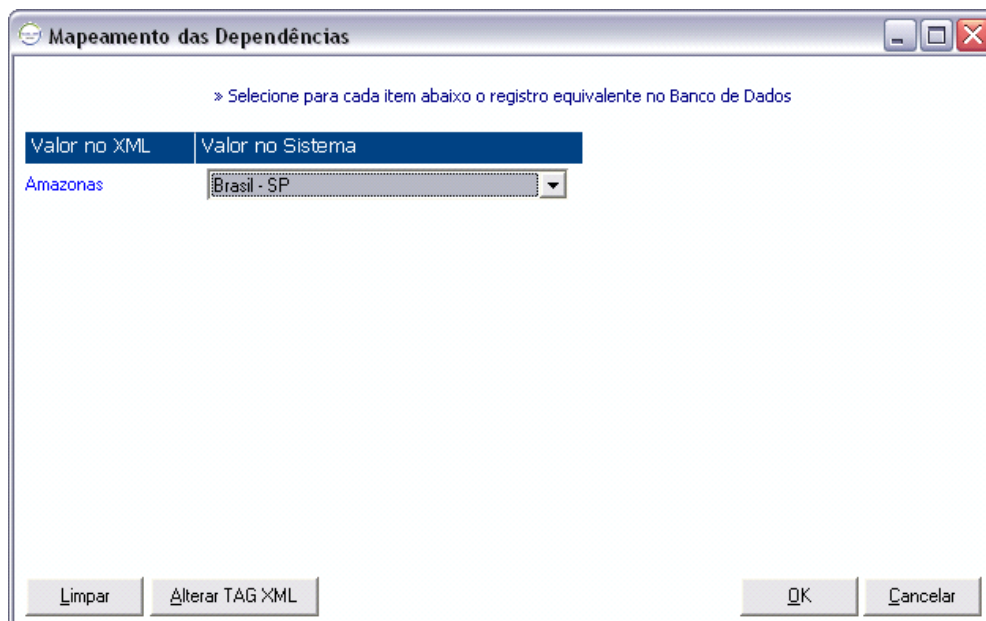 Mapeamento das Dependências
» Selecione para cada item abaixo o registro equivalente no Banco de Dados
Valor no XML Valor no Sistema
Amazonas Brasil - SP
Limpar Alterar TAG XML OK Cancelar